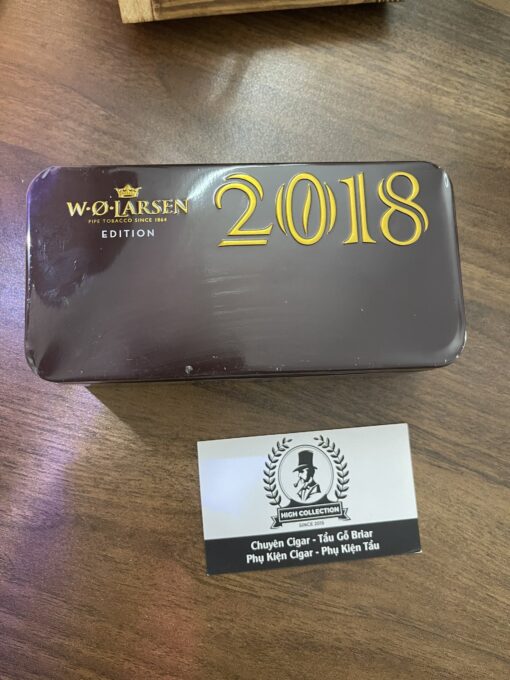 W·Ø·LARSEN
PIPE TOBACCO SINCE 1864
EDITION
2018
HIGH COLLECTION
SINCE 2015
Chuyên Cigar - Tẩu Gỗ Briar
Phụ Kiện Cigar - Phụ Kiện Tẩu